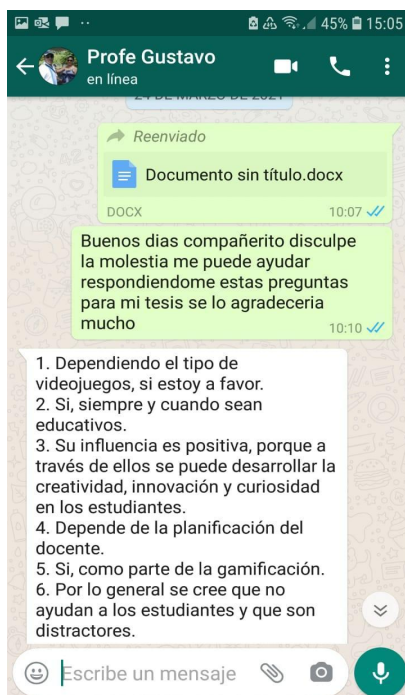 45% 15:05
Profe Gustavo
en línea
24 DE MARZO DE 2021
Reenviado
Documento sin título.docx
DOCX 10:07
Buenos dias compañerito disculpe
la molestia me puede ayudar
respondiendome estas preguntas
para mi tesis se lo agradeceria
mucho
10:10
1. Dependiendo el tipo de
videojuegos, si estoy a favor.
2. Si, siempre y cuando sean
educativos.
3. Su influencia es positiva, porque a
través de ellos se puede desarrollar la
creatividad, innovación y curiosidad
en los estudiantes.
4. Depende de la planificación del
docente.
5. Si, como parte de la gamificación.
6. Por lo general se cree que no
ayudan a los estudiantes y que son
distractores.
Escribe un mensaje